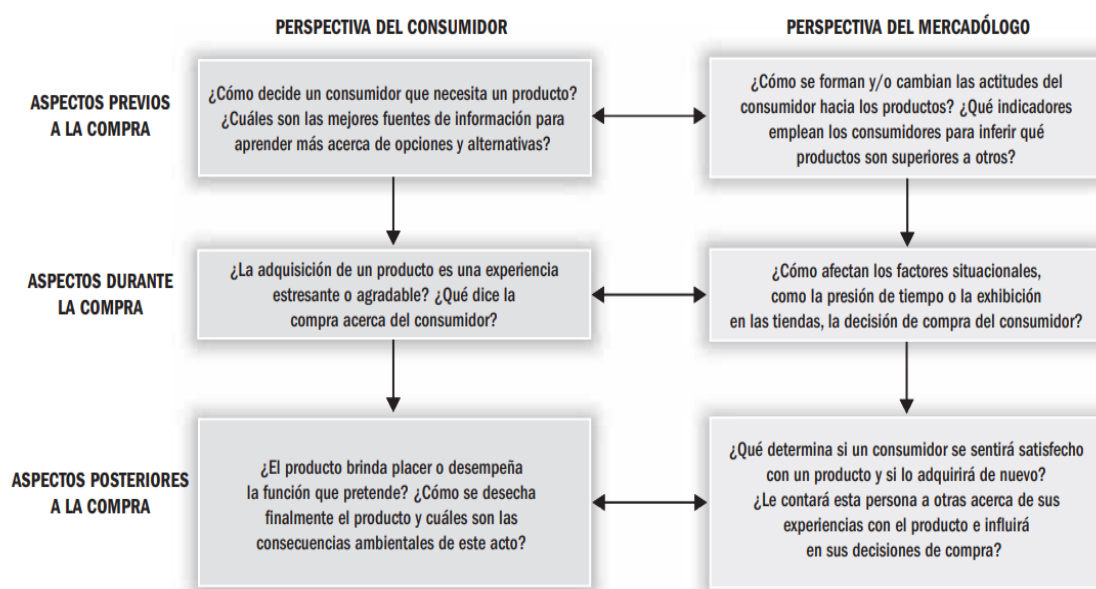 PERSPECTIVA DEL CONSUMIDOR
PERSPECTIVA DEL MERCADÓLOGO
ASPECTOS PREVIOS
A LA COMPRA
¿Cómo decide un consumidor que necesita un producto?
¿Cuáles son las mejores fuentes de información para
aprender más acerca de opciones y alternativas?
¿Cómo se forman y/o cambian las actitudes del
consumidor hacia los productos? ¿Qué indicadores
emplean los consumidores para inferir qué
productos son superiores a otros?
ASPECTOS DURANTE
LA COMPRA
¿La adquisición de un producto es una experiencia
estresante o agradable? ¿Qué dice la
compra acerca del consumidor?
¿Cómo afectan los factores situacionales,
como la presión de tiempo o la exhibición
en las tiendas, la decisión de compra del consumidor?
ASPECTOS POSTERIORES
A LA COMPRA
¿El producto brinda placer o desempeña
la función que pretende? ¿Cómo se desecha
finalmente el producto y cuáles son las
consecuencias ambientales de este acto?
¿Qué determina si un consumidor se sentirá satisfecho
con un producto y si lo adquirirá de nuevo?
¿Le contará esta persona a otras acerca de sus
experiencias con el producto e influirá
en sus decisiones de compra?